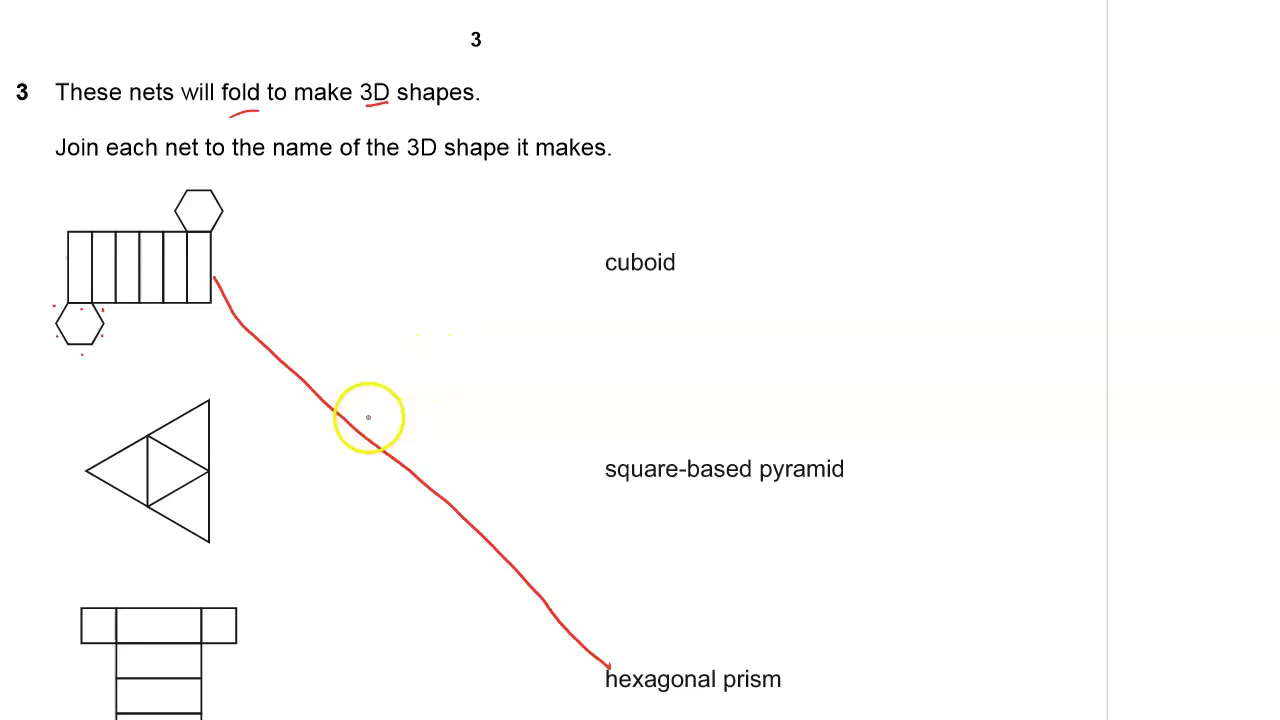 3
3 These nets will fold to make 3D shapes.
Join each net to the name of the 3D shape it makes.
cuboid
square-based pyramid
hexagonal prism